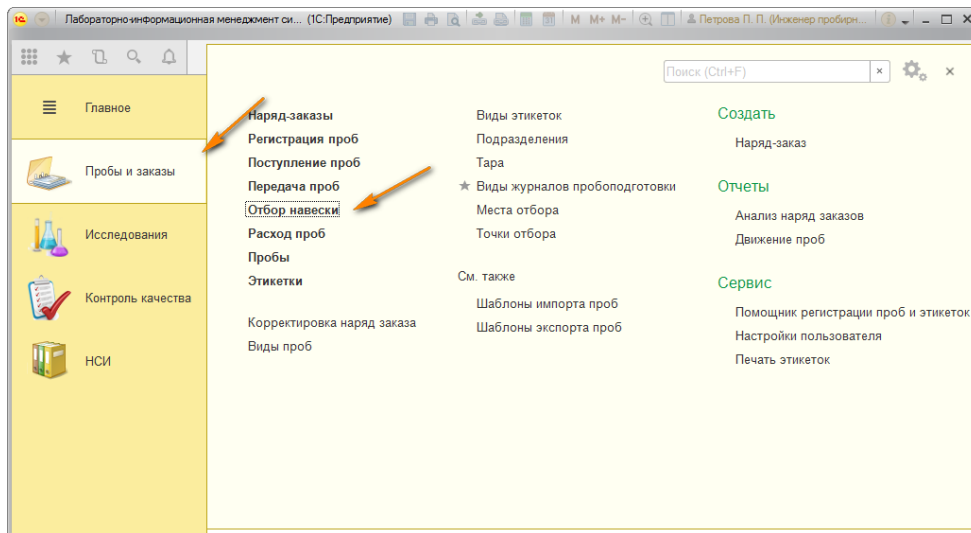 Лабораторно-информационная менеджмент си... (1С:Предприятие) M M+ M- Петрова П. П. (Инженер пробирн...
Поиск (Ctrl+F)
Главное
Пробы и заказы
Исследования
Контроль качества
НСИ
Наряд-заказы
Регистрация проб
Поступление проб
Передача проб
Отбор навески
Расход проб
Пробы
Этикетки
Корректировка наряд заказа
Виды проб
Виды этикеток
Подразделения
Тара
Виды журналов пробоподготовки
Места отбора
Точки отбора
См. также
Шаблоны импорта проб
Шаблоны экспорта проб
Создать
Наряд-заказ
Отчеты
Анализ наряд заказов
Движение проб
Сервис
Помощник регистрации проб и этикеток
Настройки пользователя
Печать этикеток